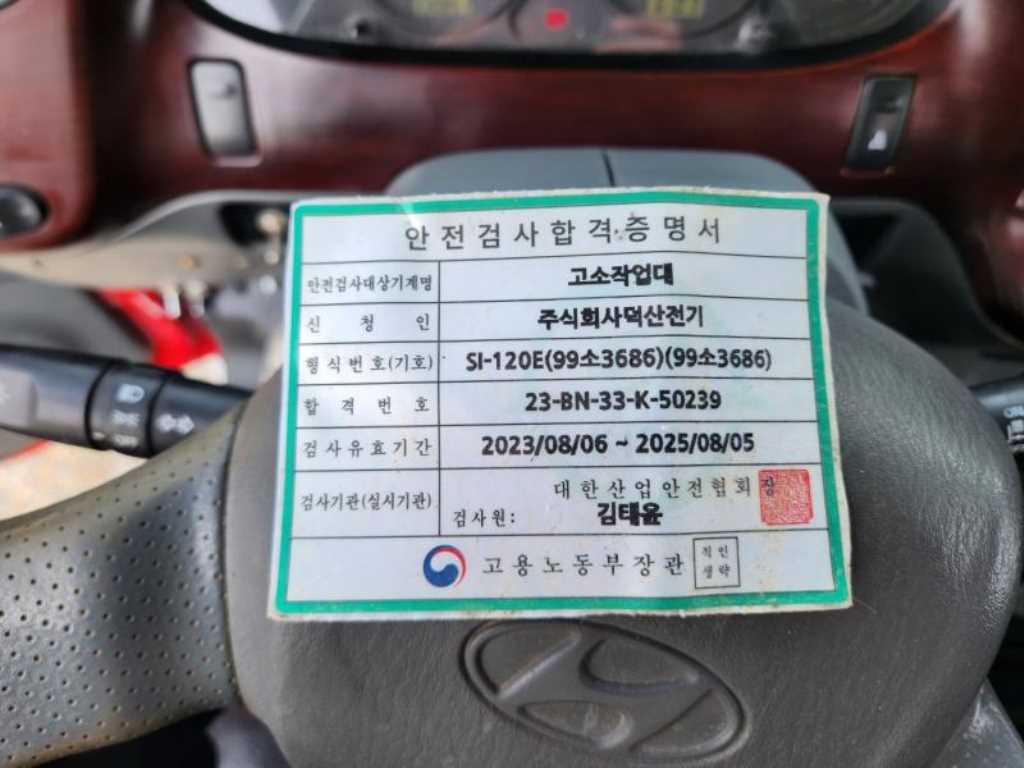 안전검사합격증명서
안전검사대상기계명 고소작업대
신청인 주식회사덕산전기
형식번호(기호) SI-120E(99소3686)(99소3686)
합격번호 23-BN-33-K-50239
검사유효기간 2023/08/06 ~ 2025/08/05
검사기관(실시기관) 대한산업안전협회장
검사원: 김태윤
고용노동부장관 직인
생략
OFF